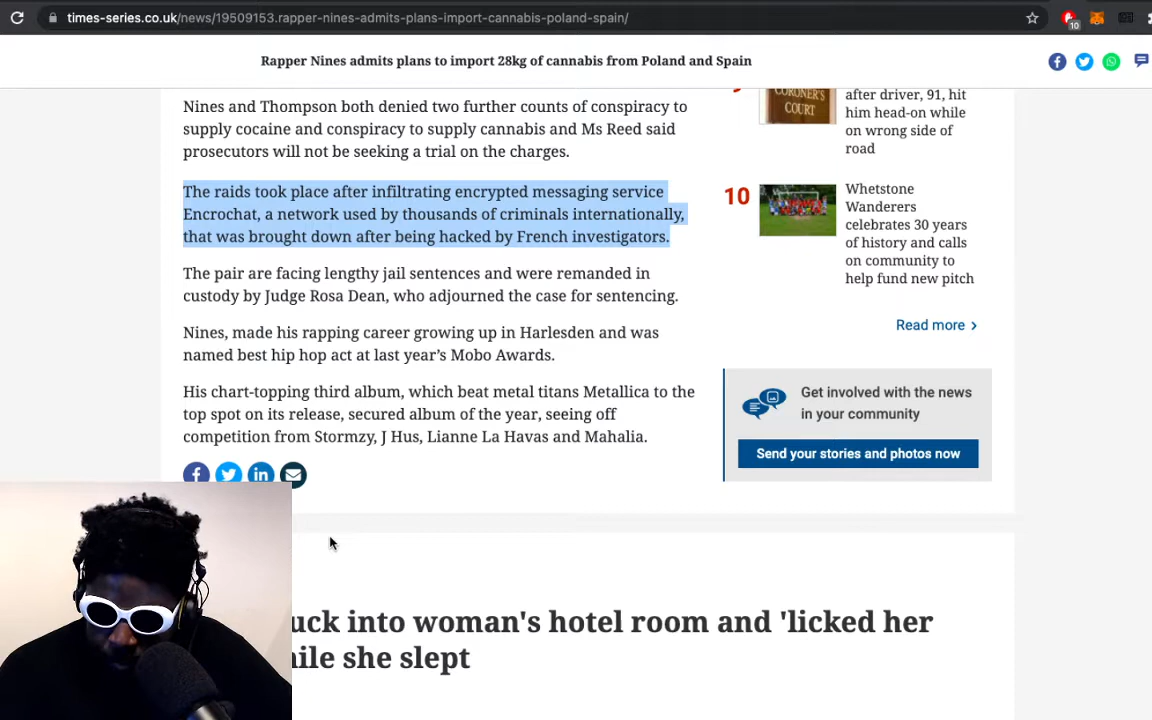 times-series.co.uk/news/19509153.rapper-nines-admits-plans-import-cannabis-poland-spain/
10
Rapper Nines admits plans to import 28kg of cannabis from Poland and Spain
Nines and Thompson both denied two further counts of conspiracy to
supply cocaine and conspiracy to supply cannabis and Ms Reed said
prosecutors will not be seeking a trial on the charges.
The raids took place after infiltrating encrypted messaging service
Encrochat, a network used by thousands of criminals internationally,
that was brought down after being hacked by French investigators.
The pair are facing lengthy jail sentences and were remanded in
custody by Judge Rosa Dean, who adjourned the case for sentencing.
Nines, made his rapping career growing up in Harlesden and was
named best hip hop act at last year’s Mobo Awards.
His chart-topping third album, which beat metal titans Metallica to the
top spot on its release, secured album of the year, seeing off
competition from Stormzy, J Hus, Lianne La Havas and Mahalia.
CORONER'S
COURT
after driver, 91, hit
him head-on while
on wrong side of
road
10
Whetstone
Wanderers
celebrates 30 years
of history and calls
on community to
help fund new pitch
Read more
Get involved with the news
in your community
Send your stories and photos now
uck into woman's hotel room and 'licked her
hile she slept